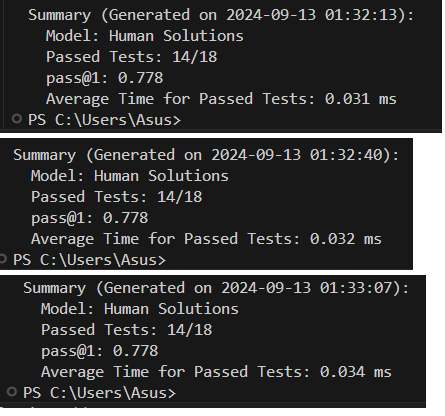 Summary (Generated on 2024-09-13 01:32:13):
Model: Human Solutions
Passed Tests: 14/18
pass@1: 0.778
Average Time for Passed Tests: 0.031 ms
PS C:\Users\Asus>
Summary (Generated on 2024-09-13 01:32:40):
Model: Human Solutions
Passed Tests: 14/18
pass@1: 0.778
Average Time for Passed Tests: 0.032 ms
PS C:\Users\Asus>
Summary (Generated on 2024-09-13 01:33:07):
Model: Human Solutions
Passed Tests: 14/18
pass@1: 0.778
Average Time for Passed Tests: 0.034 ms
PS C:\Users\Asus>